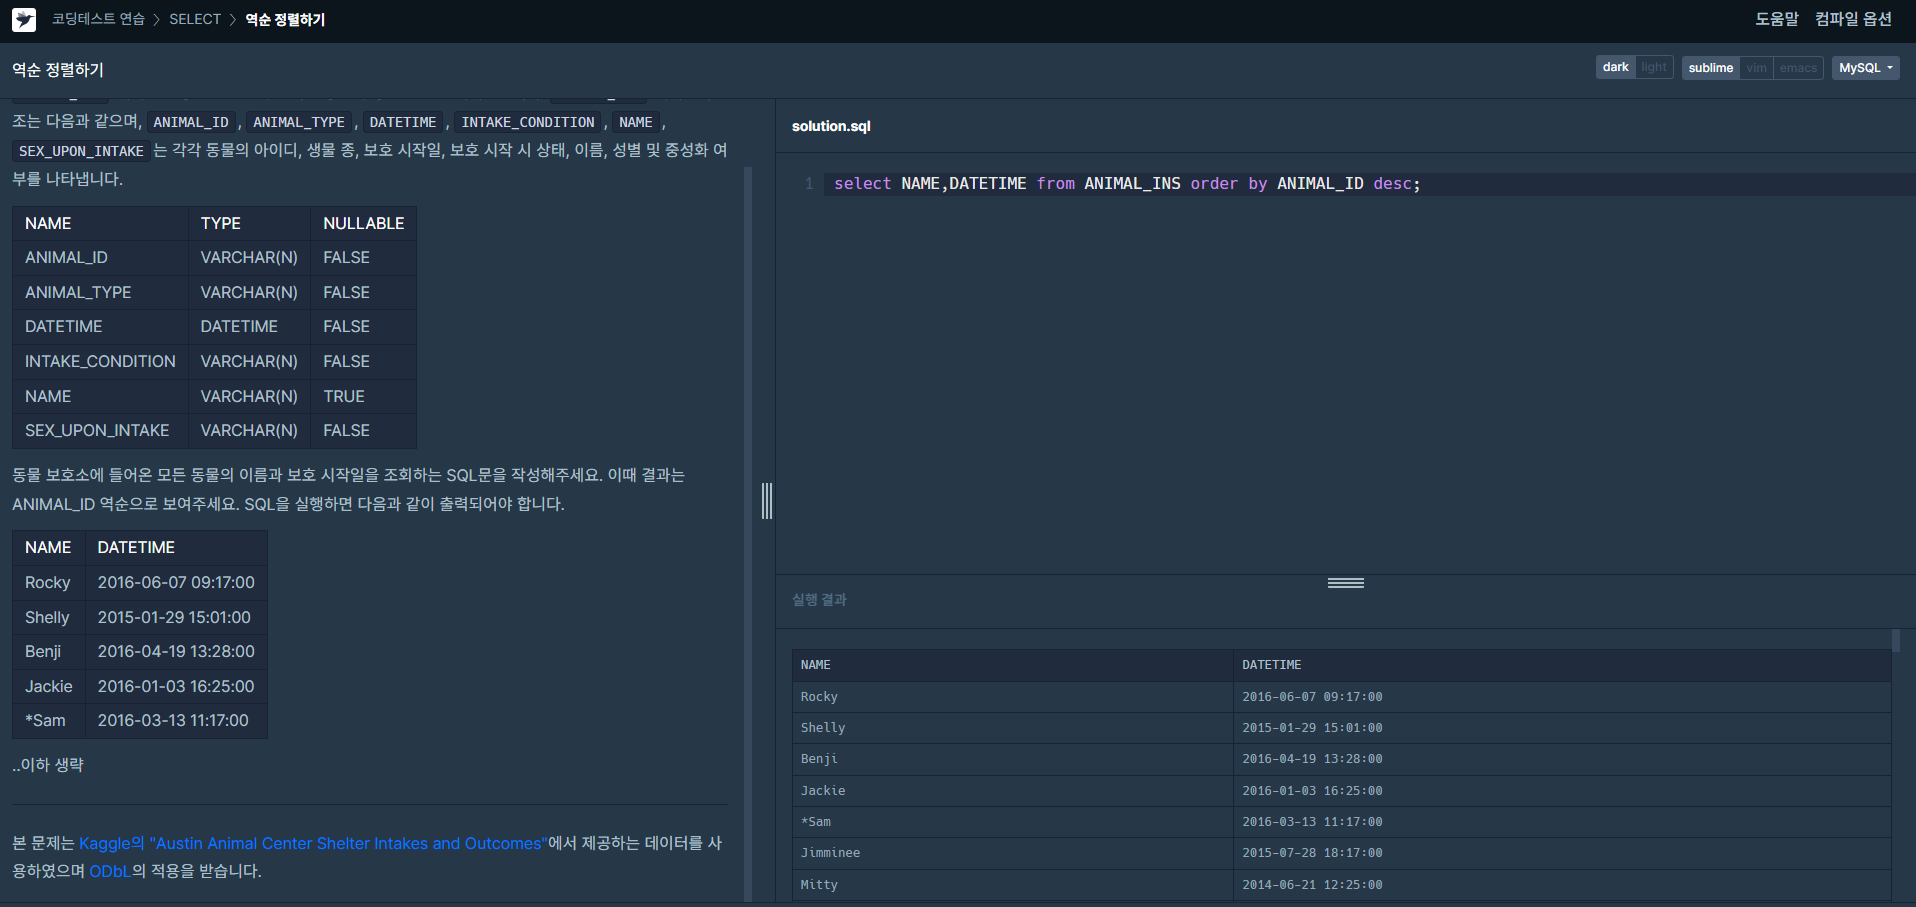 코딩테스트 연습 > SELECT > 역순 정렬하기
도움말 컴파일 옵션
역순 정렬하기
dark light sublime vim emacs MySQL
조는 다음과 같으며, ANIMAL_ID, ANIMAL_TYPE, DATETIME, INTAKE_CONDITION, NAME,
SEX_UPON_INTAKE 는 각각 동물의 아이디, 생물 종, 보호 시작일, 보호 시작 시 상태, 이름, 성별 및 중성화 여
부를 나타냅니다.
NAME TYPE NULLABLE
ANIMAL_ID VARCHAR(N) FALSE
ANIMAL_TYPE VARCHAR(N) FALSE
DATETIME DATETIME FALSE
INTAKE_CONDITION VARCHAR(N) FALSE
NAME VARCHAR(N) TRUE
SEX_UPON_INTAKE VARCHAR(N) FALSE
동물 보호소에 들어온 모든 동물의 이름과 보호 시작일을 조회하는 SQL문을 작성해주세요. 이때 결과는
ANIMAL_ID 역순으로 보여주세요. SQL을 실행하면 다음과 같이 출력되어야 합니다.
NAME DATETIME
Rocky 2016-06-07 09:17:00
Shelly 2015-01-29 15:01:00
Benji 2016-04-19 13:28:00
Jackie 2016-01-03 16:25:00
*Sam 2016-03-13 11:17:00
..이하 생략
본 문제는 Kaggle의 "Austin Animal Center Shelter Intakes and Outcomes"에서 제공하는 데이터를 사
용하였으며 ODbL의 적용을 받습니다.
solution.sql
1 select NAME,DATETIME from ANIMAL_INS order by ANIMAL_ID desc;
실행 결과
NAME DATETIME
Rocky 2016-06-07 09:17:00
Shelly 2015-01-29 15:01:00
Benji 2016-04-19 13:28:00
Jackie 2016-01-03 16:25:00
*Sam 2016-03-13 11:17:00
Jimminee 2015-07-28 18:17:00
Mitty 2014-06-21 12:25:00